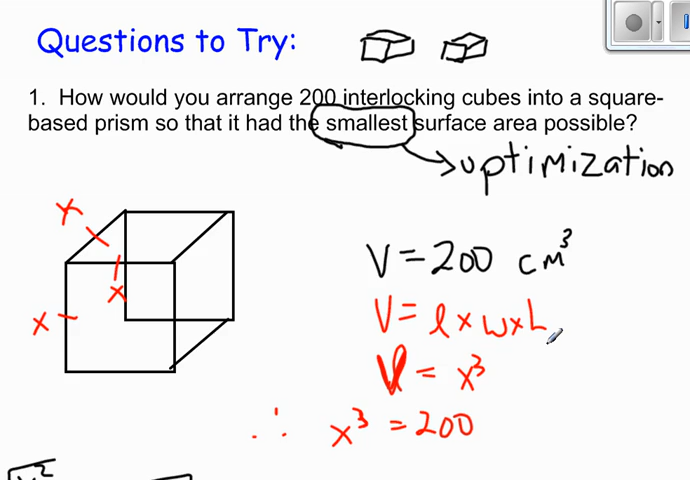 Questions to Try:
1. How would you arrange 200 interlocking cubes into a square-
based prism so that it had the smallest surface area possible?
optimization
V = 200 cm³
V = l × w × h
V = x³
∴ x³ = 200
x
x
x